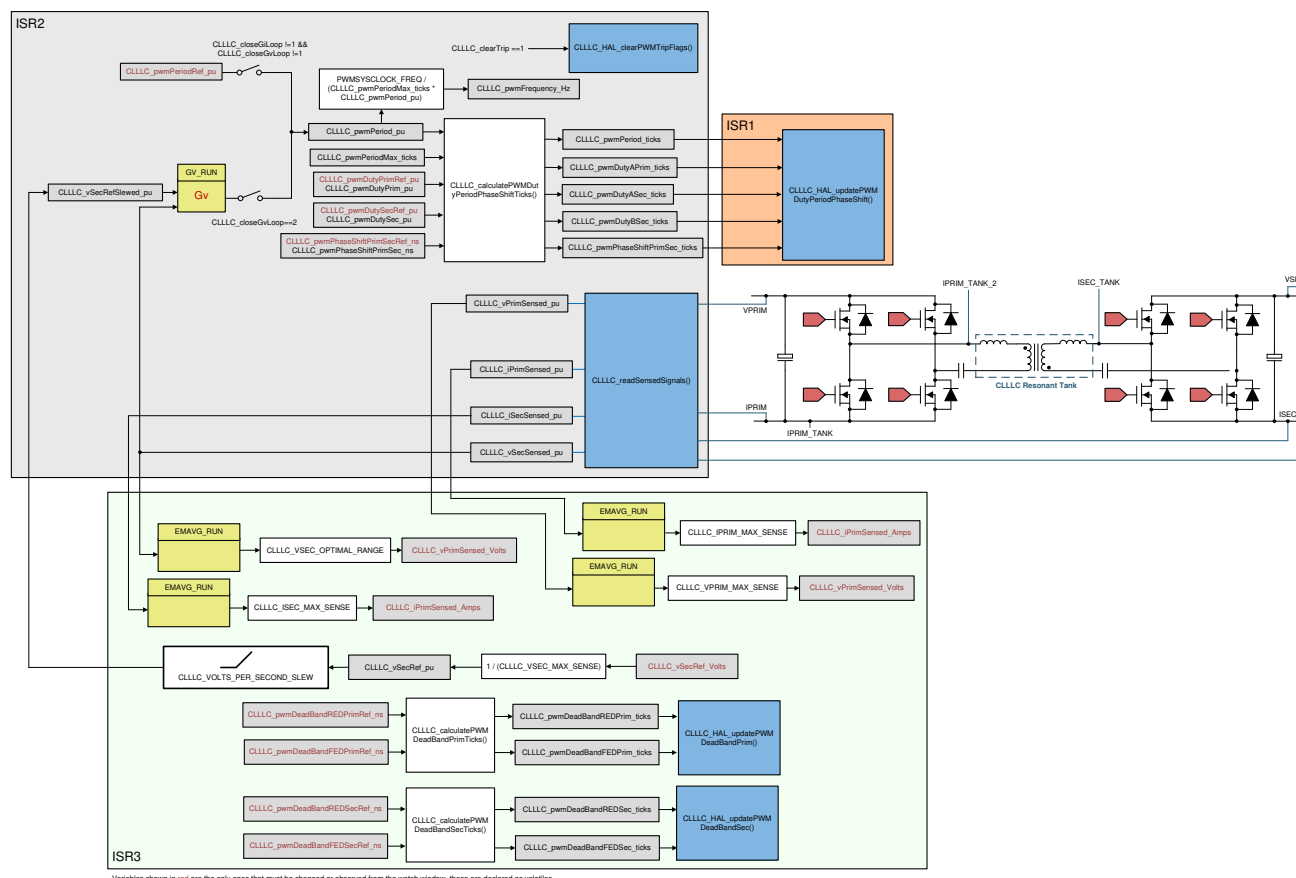 ISR2
CLLLC_closeGiLoop !=1 &&
CLLLC_closeGvLoop !=1
CLLLC_pwmPeriodRef_pu
CLLLC_clearTrip ==1
CLLLC_HAL_clearPWMTripFlags()
PWMSYSCLOCK_FREQ /
(CLLLC_pwmPeriodMax_ticks *
CLLLC_pwmPeriod_pu)
CLLLC_pwmFrequency_Hz
CLLLC_pwmPeriod_pu
CLLLC_pwmPeriodMax_ticks
CLLLC_pwmDutyPrimRef_pu
CLLLC_pwmDutyPrim_pu
CLLLC_pwmDutySecRef_pu
CLLLC_pwmDutySec_pu
CLLLC_pwmPhaseShiftPrimSecRef_ns
CLLLC_pwmPhaseShiftPrimSec_ns
CLLLC_calculatePWMDut
yPeriodPhaseShiftTicks()
CLLLC_pwmPeriod_ticks
CLLLC_pwmDutyAPrim_ticks
CLLLC_pwmDutyASec_ticks
CLLLC_pwmDutyBSec_ticks
CLLLC_pwmPhaseShiftPrimSec_ticks
ISR1
CLLLC_HAL_updatePWM
DutyPeriodPhaseShift()
GV_RUN
Gv
CLLLC_vSecRefSlewed_pu
CLLLC_closeGvLoop==2
CLLLC_vPrimSensed_pu
CLLLC_iPrimSensed_pu
CLLLC_iSecSensed_pu
CLLLC_vSecSensed_pu
CLLLC_readSensedSignals()
VPRIM
IPRIM
IPRIM_TANK
IPRIM_TANK_2
ISEC_TANK
CLLLC Resonant Tank
ISEC
EMAVG_RUN
CLLLC_VSEC_OPTIMAL_RANGE
CLLLC_vPrimSensed_Volts
EMAVG_RUN
CLLLC_ISEC_MAX_SENSE
CLLLC_iPrimSensed_Amps
EMAVG_RUN
CLLLC_IPRIM_MAX_SENSE
CLLLC_iPrimSensed_Amps
EMAVG_RUN
CLLLC_VPRIM_MAX_SENSE
CLLLC_vPrimSensed_Volts
CLLLC_VOLTS_PER_SECOND_SLEW
CLLLC_vSecRef_pu
1 / (CLLLC_VSEC_MAX_SENSE)
CLLLC_vSecRef_Volts
CLLLC_pwmDeadBandREDPrimRef_ns
CLLLC_pwmDeadBandFEDPrimRef_ns
CLLLC_calculatePWM
DeadBandPrimTicks()
CLLLC_pwmDeadBandREDPrim_ticks
CLLLC_pwmDeadBandFEDPrim_ticks
CLLLC_HAL_updatePWM
DeadBandPrim()
CLLLC_pwmDeadBandREDSecRef_ns
CLLLC_pwmDeadBandFEDSecRef_ns
CLLLC_calculatePWM
DeadBandSecTicks()
CLLLC_pwmDeadBandREDSec_ticks
CLLLC_pwmDeadBandFEDSec_ticks
CLLLC_HAL_updatePWM
DeadBandSec()
ISR3